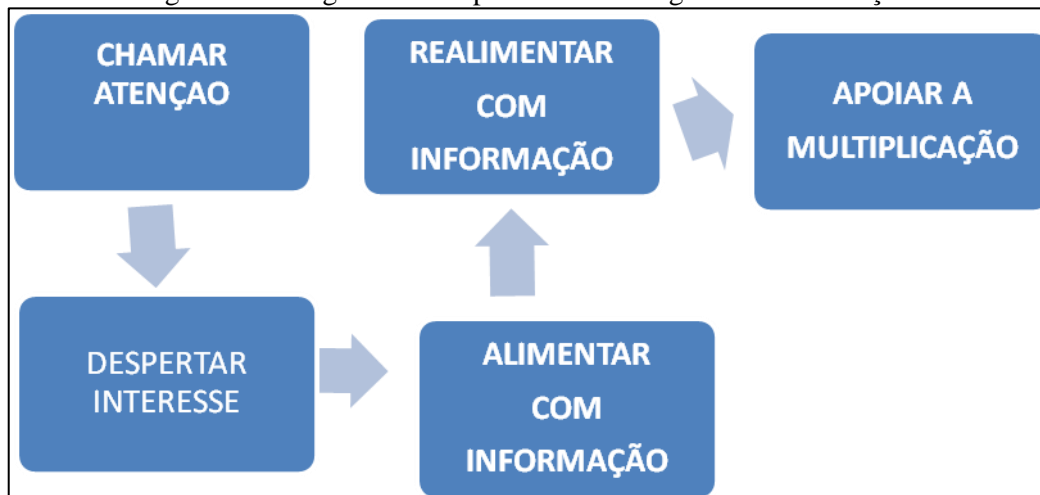 CHAMAR
ATENÇAO
DESPERTAR
INTERESSE
ALIMENTAR
COM
INFORMAÇÃO
REALIMENTAR
COM
INFORMAÇÃO
APOIAR A
MULTIPLICAÇÃO